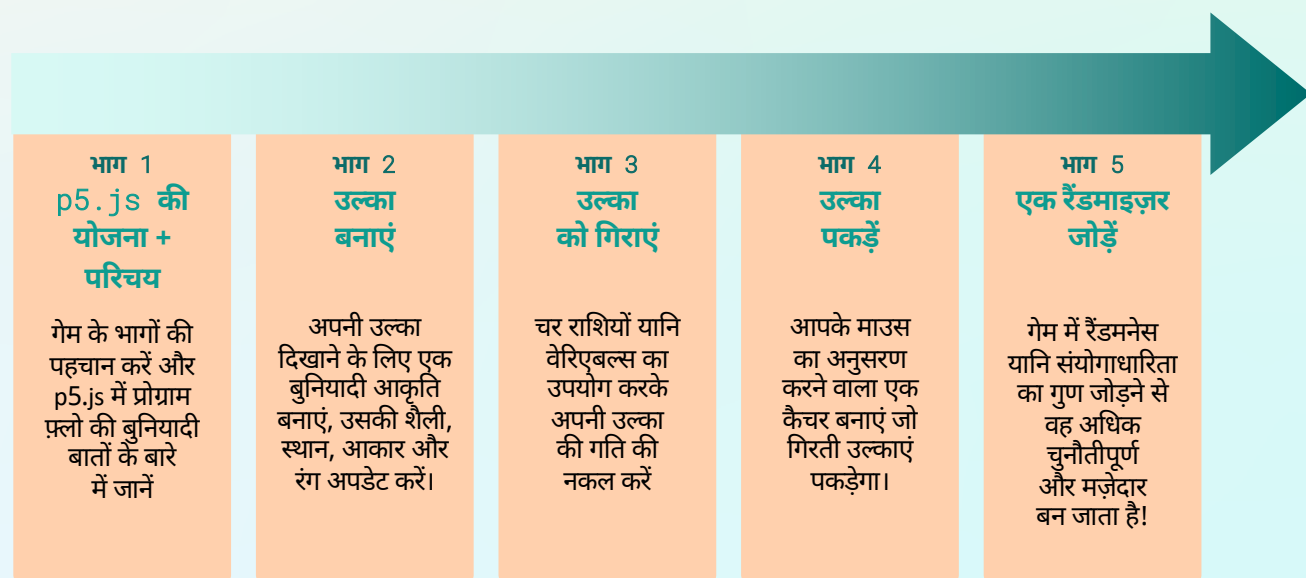 भाग 1
p5.js की
योजना +
परिचय
गेम के भागों की
पहचान करें और
p5.js में प्रोग्राम
फ़्लो की बुनियादी
बातों के बारे
में जानें
भाग 2
उल्का
बनाएं
अपनी उल्का
दिखाने के लिए एक
बुनियादी आकृति
बनाएं, उसकी शैली,
स्थान, आकार और
रंग अपडेट करें।
भाग 3
उल्का
को गिराएं
चर राशियों यानि
वेरिएबल्स का
उपयोग करके
अपनी उल्का
की गति की
नकल करें
भाग 4
उल्का
पकड़ें
आपके माउस
का अनुसरण
करने वाला एक
कैचर बनाएं जो
गिरती उल्काएं
पकड़ेगा।
भाग 5
एक रैंडमाइज़र
जोड़ें
गेम में रैंडमनेस
यानि संयोगाधारिता
का गुण जोड़ने से
वह अधिक
चुनौतीपूर्ण
और मज़ेदार
बन जाता है!